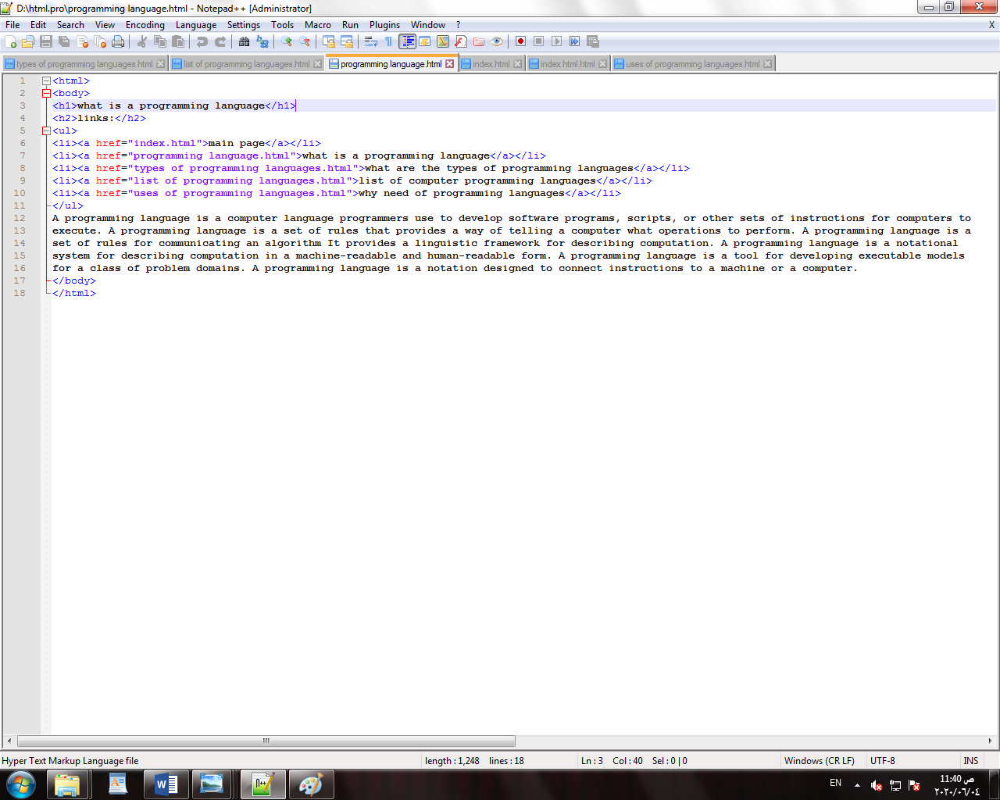 D:\html.pro\programming language.html - Notepad++ [Administrator]
File Edit Search View Encoding Language Settings Tools Macro Run Plugins Window ? X
types of programming languages.html list of programming languages.html programming language.html index.html index.html.html uses of programming languages.html
1 <html>
2 <body>
3 <h1>what is a programming language</h1>
4 <h2>links:</h2>
5 <ul>
6 <li><a href="index.html">main page</a></li>
7 <li><a href="programming language.html">what is a programming language</a></li>
8 <li><a href="types of programming languages.html">what are the types of programming languages</a></li>
9 <li><a href="list of programming languages.html">list of computer programming languages</a></li>
10 <li><a href="uses of programming languages.html">why need of programming languages</a></li>
11 </ul>
12 A programming language is a computer language programmers use to develop software programs, scripts, or other sets of instructions for computers to
13 execute. A programming language is a set of rules that provides a way of telling a computer what operations to perform. A programming language is a
14 set of rules for communicating an algorithm It provides a linguistic framework for describing computation. A programming language is a notational
15 system for describing computation in a machine-readable and human-readable form. A programming language is a tool for developing executable models
16 for a class of problem domains. A programming language is a notation designed to connect instructions to a machine or a computer.
17 </body>
18 </html>
Hyper Text Markup Language file length : 1,248 lines : 18 Ln : 3 Col : 40 Sel : 0 | 0 Windows (CR LF) UTF-8 INS
EN 11:40 ص
٢٠٢٠/٠٦/٠٤